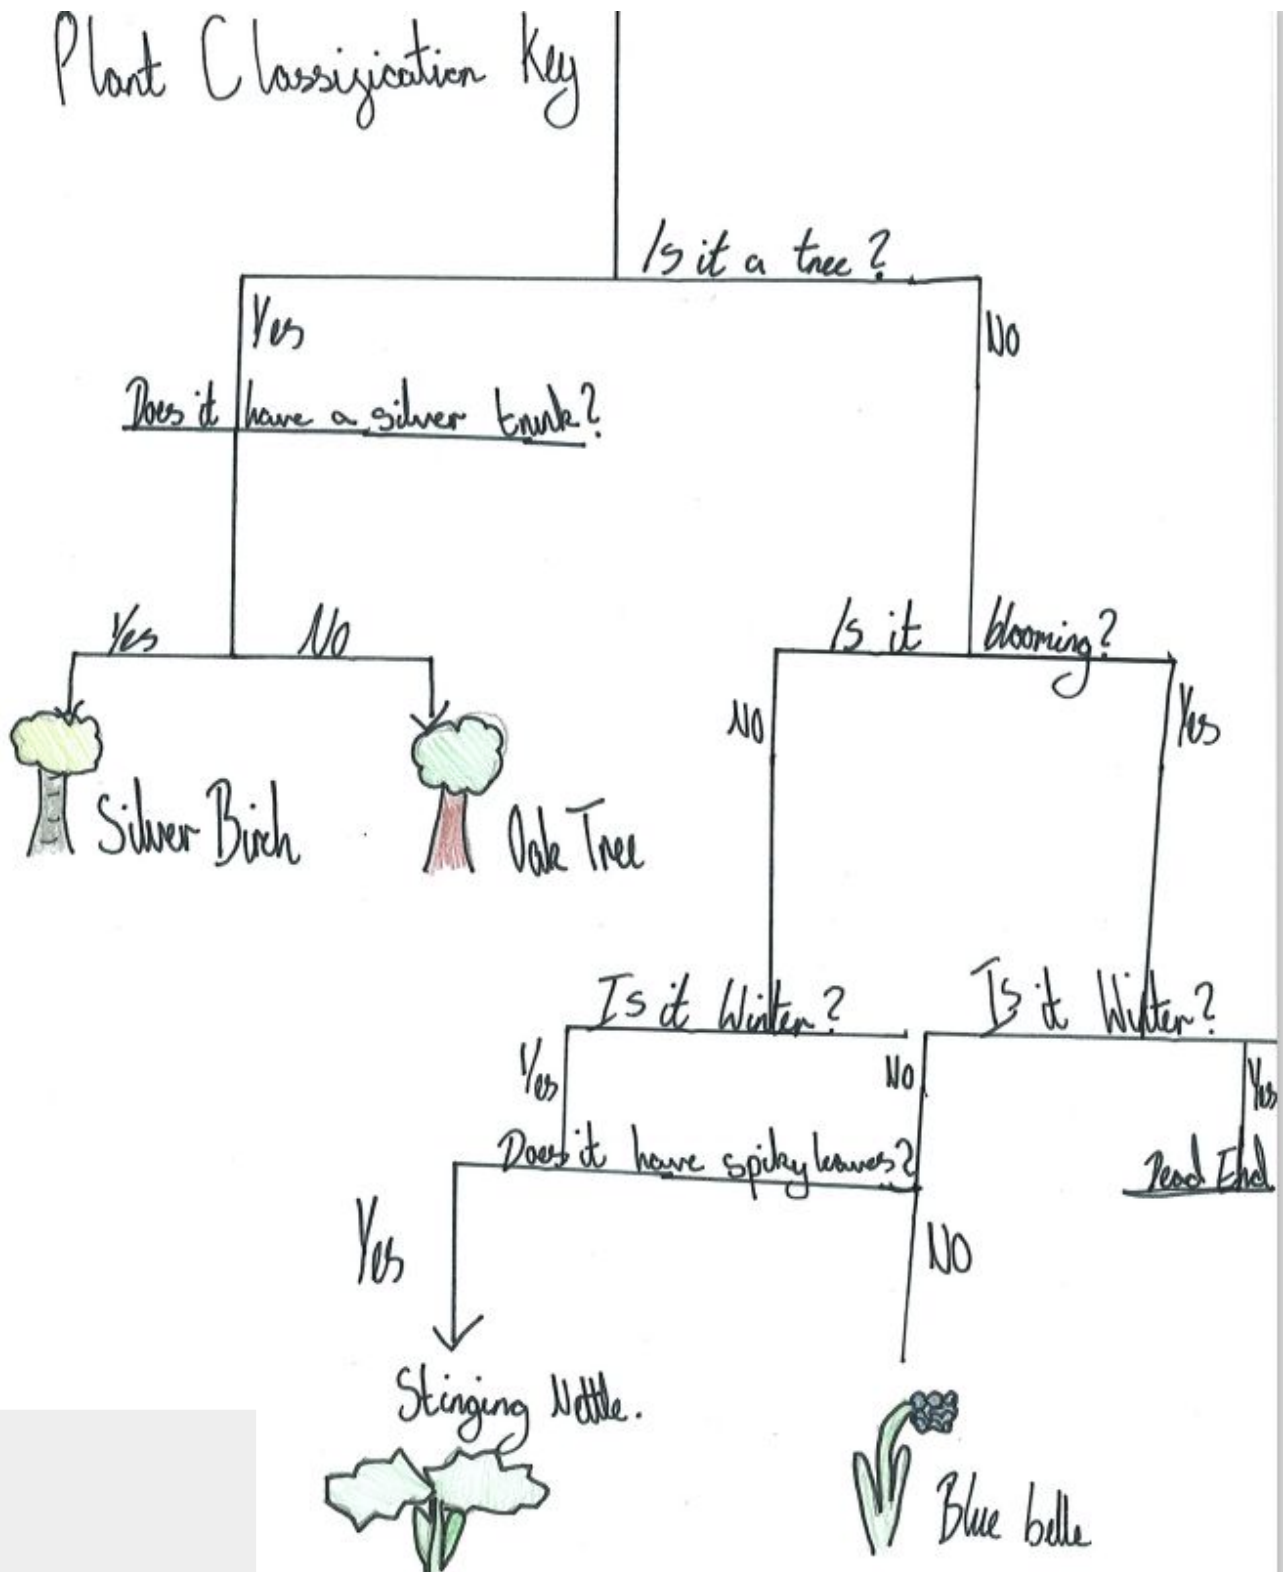 Plant Classification Key
Is it a tree?
Yes
No
Does it have a silver trunk?
Yes
No
Is it blooming?
No
Yes
Silver Birch
Oak Tree
Is it Winter?
Is it Winter?
Yes
No
Yes
Does it have spiky leaves?
Dead End
Yes
NO
Stinging Nettle.
Blue belle